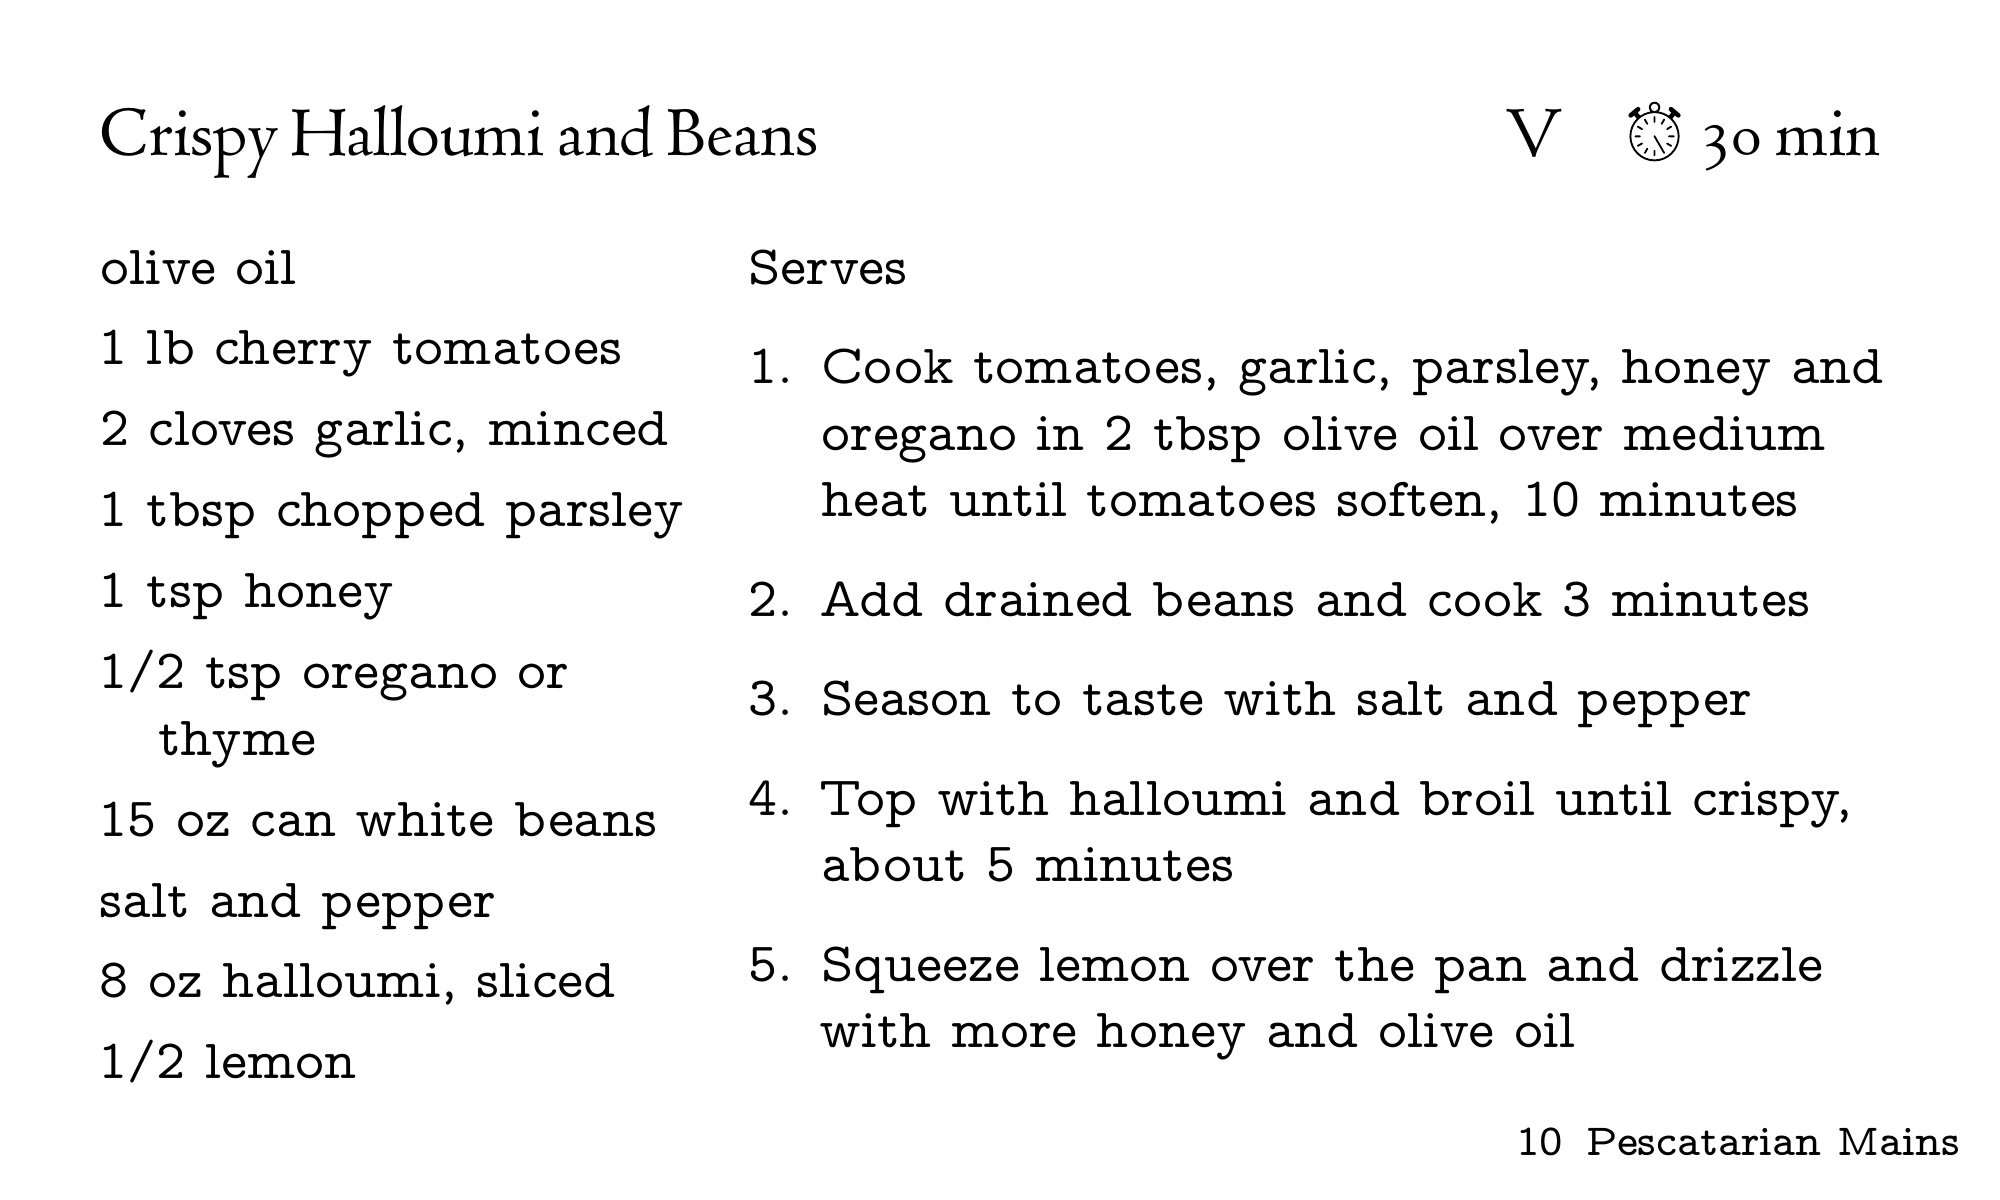 Crispy Halloumi and Beans
V 30 min
olive oil
1 lb cherry tomatoes
2 cloves garlic, minced
1 tbsp chopped parsley
1 tsp honey
1/2 tsp oregano or
thyme
15 oz can white beans
salt and pepper
8 oz halloumi, sliced
1/2 lemon
Serves
1. Cook tomatoes, garlic, parsley, honey and
oregano in 2 tbsp olive oil over medium
heat until tomatoes soften, 10 minutes
2. Add drained beans and cook 3 minutes
3. Season to taste with salt and pepper
4. Top with halloumi and broil until crispy,
about 5 minutes
5. Squeeze lemon over the pan and drizzle
with more honey and olive oil
10 Pescatarian Mains